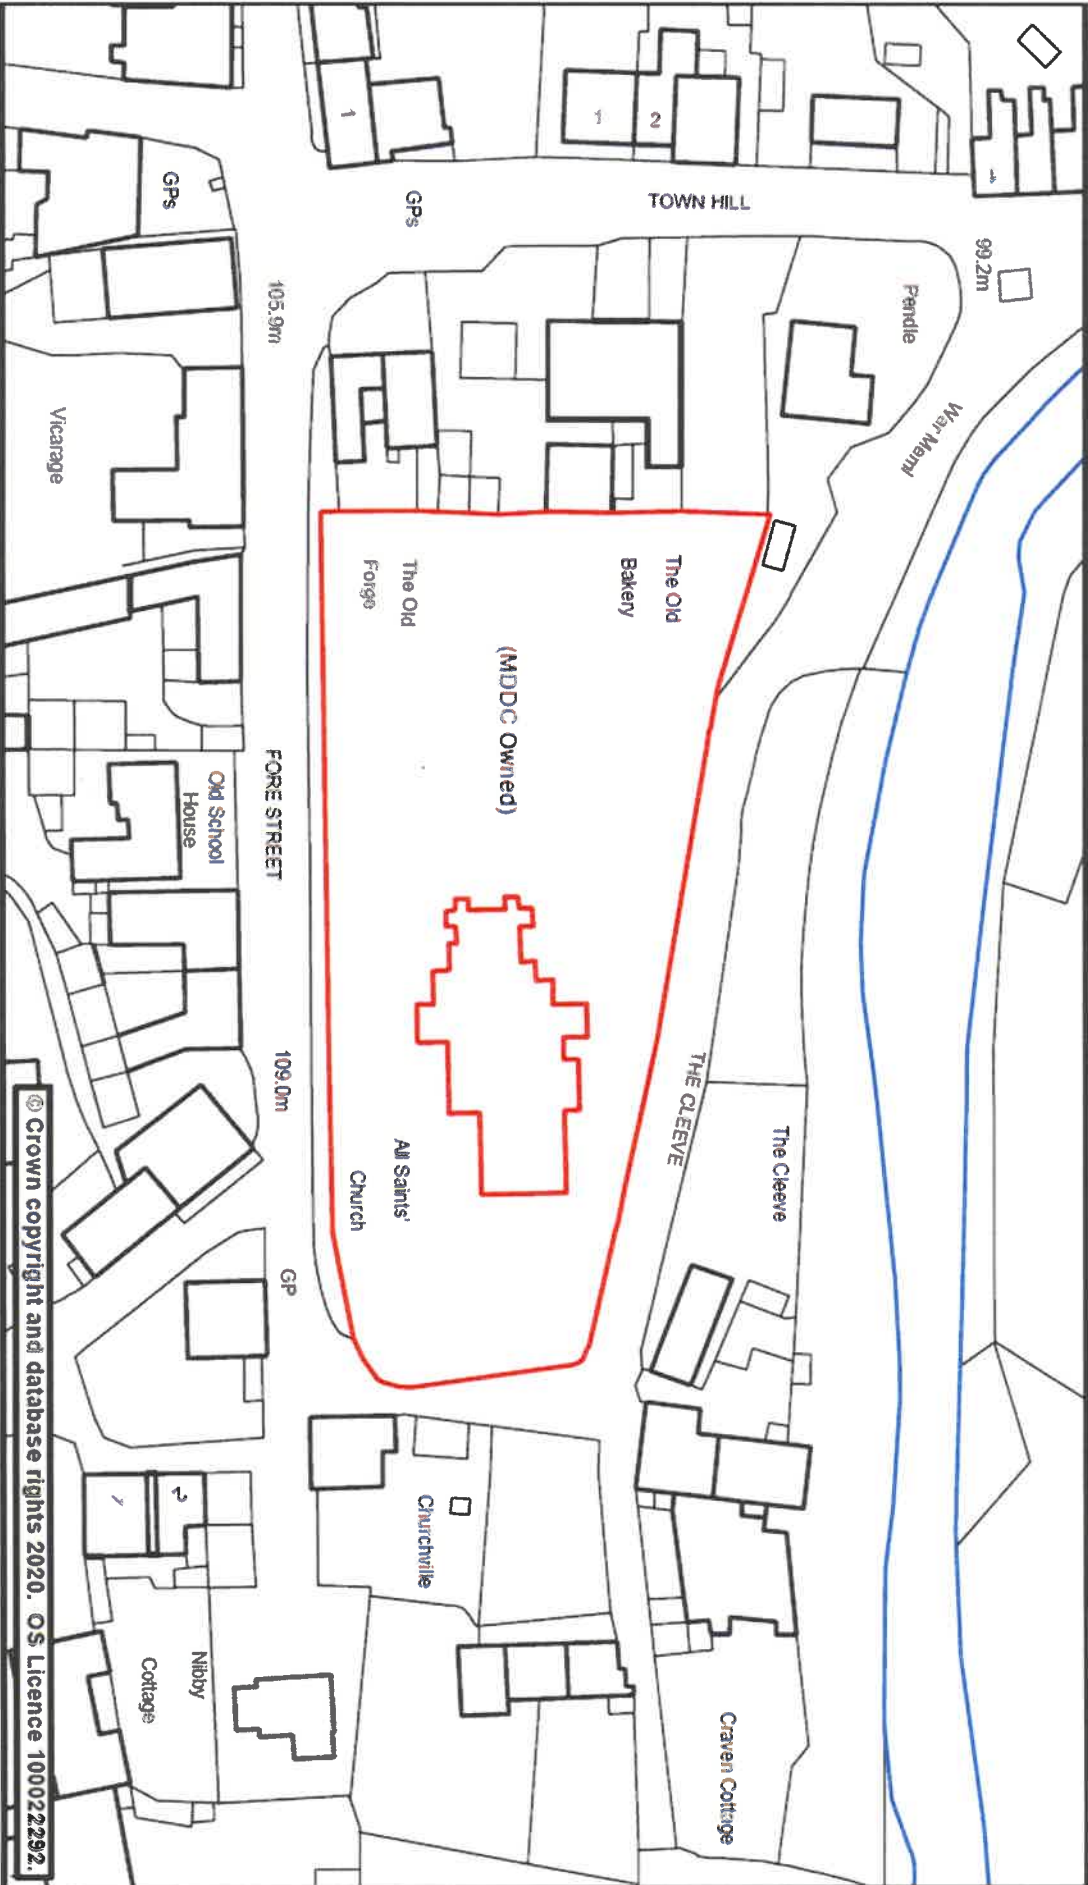 99.2m
Pendle
War Meml
TOWN HILL
2
1
The Cleeve
Craven Cottage
THE CLEEVE
The Old
Bakery
(MDDC Owned)
GPs
The Old
Forge
All Saints'
Church
Churchville
1
105.9m
FORE STREET
109.0m
GP
GPs
Old School
House
2
1
Nibby
Cottage
Vicarage
© Crown copyright and database rights 2020. OS Licence 100022292.